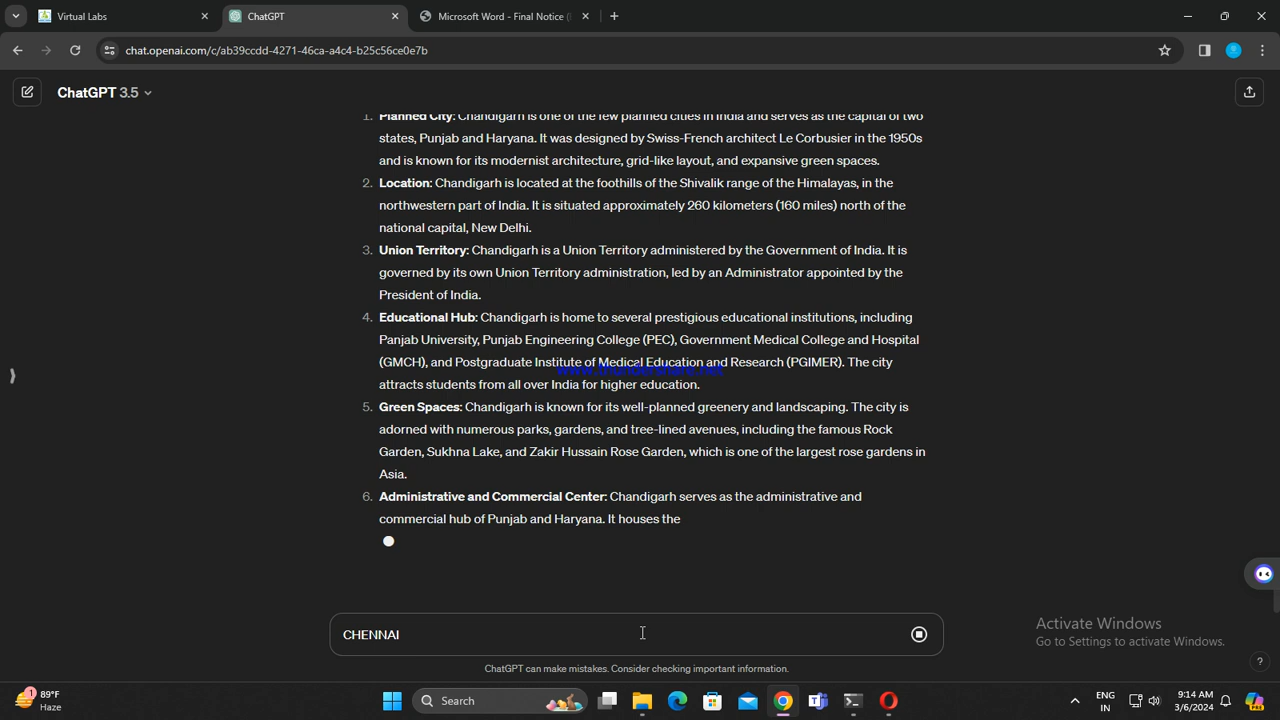 Virtual Labs
ChatGPT
Microsoft Word - Final Notice (
chat.openai.com/c/ab39ccdd-4271-46ca-a4c4-b25c56ce0e7b
ChatGPT 3.5
1. Planned City: Chandigarh is one of the few planned cities in India and serves as the capital of two
states, Punjab and Haryana. It was designed by Swiss-French architect Le Corbusier in the 1950s
and is known for its modernist architecture, grid-like layout, and expansive green spaces.
2. Location: Chandigarh is located at the foothills of the Shivalik range of the Himalayas, in the
northwestern part of India. It is situated approximately 260 kilometers (160 miles) north of the
national capital, New Delhi.
3. Union Territory: Chandigarh is a Union Territory administered by the Government of India. It is
governed by its own Union Territory administration, led by an Administrator appointed by the
President of India.
4. Educational Hub: Chandigarh is home to several prestigious educational institutions, including
Panjab University, Punjab Engineering College (PEC), Government Medical College and Hospital
(GMCH), and Postgraduate Institute of Medical Education and Research (PGIMER). The city
www.thundershare.net
attracts students from all over India for higher education.
5. Green Spaces: Chandigarh is known for its well-planned greenery and landscaping. The city is
adorned with numerous parks, gardens, and tree-lined avenues, including the famous Rock
Garden, Sukhna Lake, and Zakir Hussain Rose Garden, which is one of the largest rose gardens in
Asia.
6. Administrative and Commercial Center: Chandigarh serves as the administrative and
commercial hub of Punjab and Haryana. It houses the
CHENNAI
ChatGPT can make mistakes. Consider checking important information.
?
Activate Windows
Go to Settings to activate Windows.
1
89°F
Haze
Search
ENG
IN
9:14 AM
3/6/2024
PRE